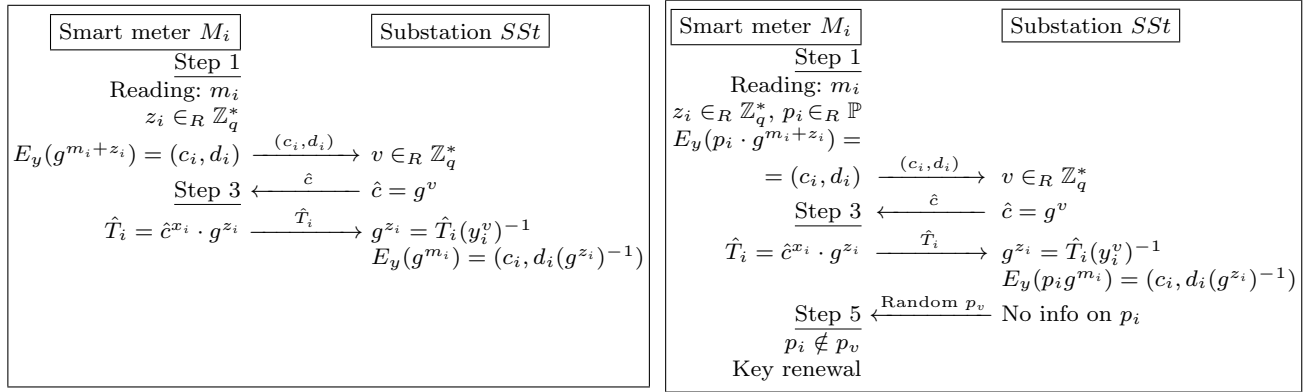 Smart meter M_i Substation SSt
Step 1
Reading: m_i
z_i ∈_R ℤ_q^*
E_y(g^{m_i+z_i}) = (c_i, d_i) (c_i,d_i) v ∈_R ℤ_q^*
Step 3 ĉ ĉ = g^v
T̂_i = ĉ^{x_i} · g^{z_i} T̂_i g^{z_i} = T̂_i(y_i^v)^{−1}
E_y(g^{m_i}) = (c_i, d_i(g^{z_i})^{−1})
Smart meter M_i Substation SSt
Step 1
Reading: m_i
z_i ∈_R ℤ_q^*, p_i ∈_R ℙ
E_y(p_i · g^{m_i+z_i}) =
= (c_i, d_i) (c_i,d_i) v ∈_R ℤ_q^*
Step 3 ĉ ĉ = g^v
T̂_i = ĉ^{x_i} · g^{z_i} T̂_i g^{z_i} = T̂_i(y_i^v)^{−1}
E_y(p_i g^{m_i}) = (c_i, d_i(g^{z_i})^{−1})
Step 5 Random p_v No info on p_i
p_i ∉ p_v
Key renewal